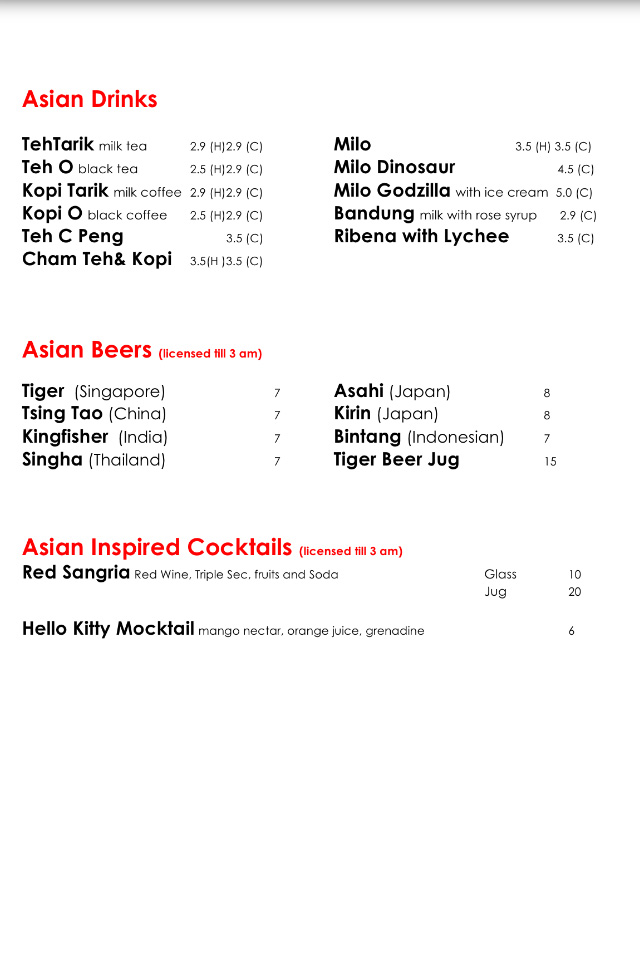 Asian Drinks
TehTarik milk tea 2.9 (H)2.9 (C)
Teh O black tea 2.5 (H)2.9 (C)
Kopi Tarik milk coffee 2.9 (H)2.9 (C)
Kopi O black coffee 2.5 (H)2.9 (C)
Teh C Peng 3.5 (C)
Cham Teh& Kopi 3.5(H )3.5 (C)
Milo 3.5 (H) 3.5 (C)
Milo Dinosaur 4.5 (C)
Milo Godzilla with ice cream 5.0 (C)
Bandung milk with rose syrup 2.9 (C)
Ribena with Lychee 3.5 (C)
Asian Beers (licensed till 3 am)
Tiger (Singapore) 7
Tsing Tao (China) 7
Kingfisher (India) 7
Singha (Thailand) 7
Asahi (Japan) 8
Kirin (Japan) 8
Bintang (Indonesian) 7
Tiger Beer Jug 15
Asian Inspired Cocktails (licensed till 3 am)
Red Sangria Red Wine, Triple Sec, fruits and Soda Glass 10
Jug 20
Hello Kitty Mocktail mango nectar, orange juice, grenadine 6